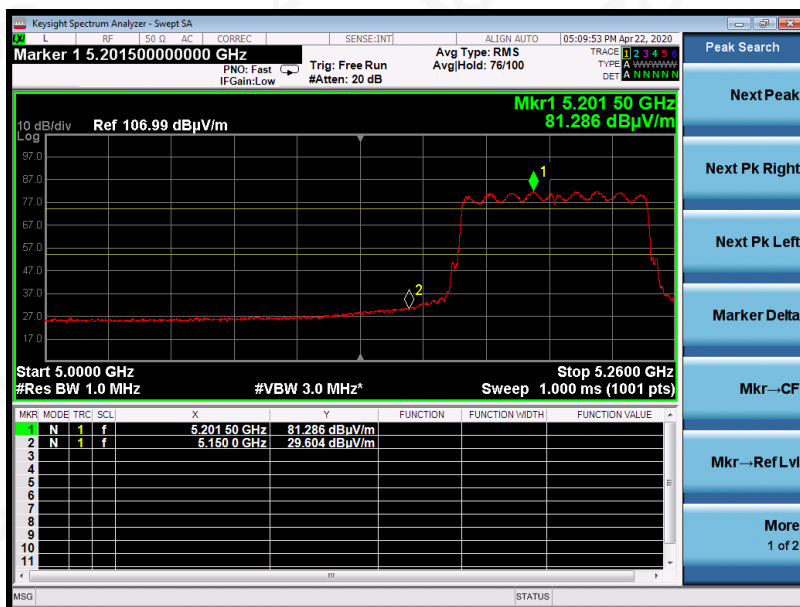 Keysight Spectrum Analyzer - Swept SA
LXI L RF 50 Ω AC CORREC SENSE:INT ALIGN AUTO 05:09:53 PM Apr 22, 2020
Marker 1 5.201500000000 GHz
PNO: Fast
IFGain:Low
Trig: Free Run
#Atten: 20 dB
Avg Type: RMS
Avg|Hold: 76/100
TRACE 1 2 3 4 5 6
TYPE A WWWWW
DET A N N N N N
Mkr1 5.201 50 GHz
81.286 dBµV/m
10 dB/div Ref 106.99 dBµV/m
Log
97.0
87.0
77.0
67.0
57.0
47.0
37.0
27.0
17.0
1
2
Start 5.0000 GHz Stop 5.2600 GHz
#Res BW 1.0 MHz #VBW 3.0 MHz* Sweep 1.000 ms (1001 pts)
MKR MODE TRC SCL X Y FUNCTION FUNCTION WIDTH FUNCTION VALUE
1 N 1 f 5.201 50 GHz 81.286 dBµV/m
2 N 1 f 5.150 0 GHz 29.604 dBµV/m
3
4
5
6
7
8
9
10
11
MSG STATUS
Peak Search
Next Peak
Next Pk Right
Next Pk Left
Marker Delta
Mkr→CF
Mkr→Ref Lvl
More
1 of 2